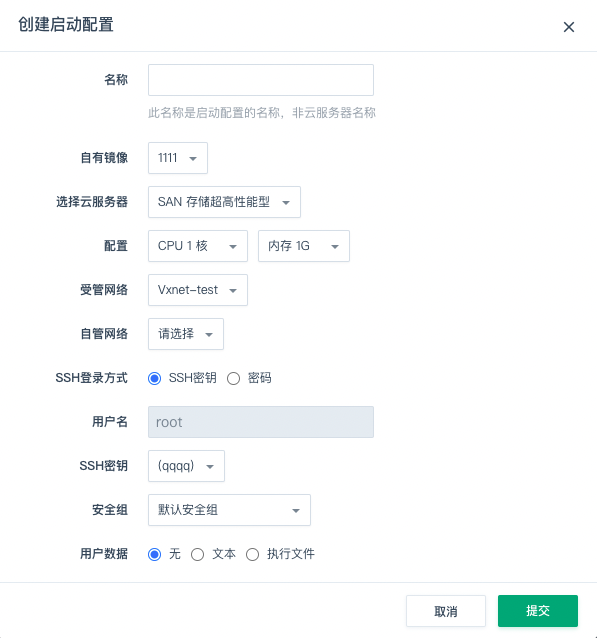 创建启动配置
名称
此名称是启动配置的名称，非云服务器名称
自有镜像 1111
选择云服务器 SAN 存储超高性能型
配置 CPU 1 核 内存 1G
受管网络 Vxnet-test
自管网络 请选择
SSH登录方式 SSH密钥 密码
用户名 root
SSH密钥 (qqqq)
安全组 默认安全组
用户数据 无 文本 执行文件
取消 提交